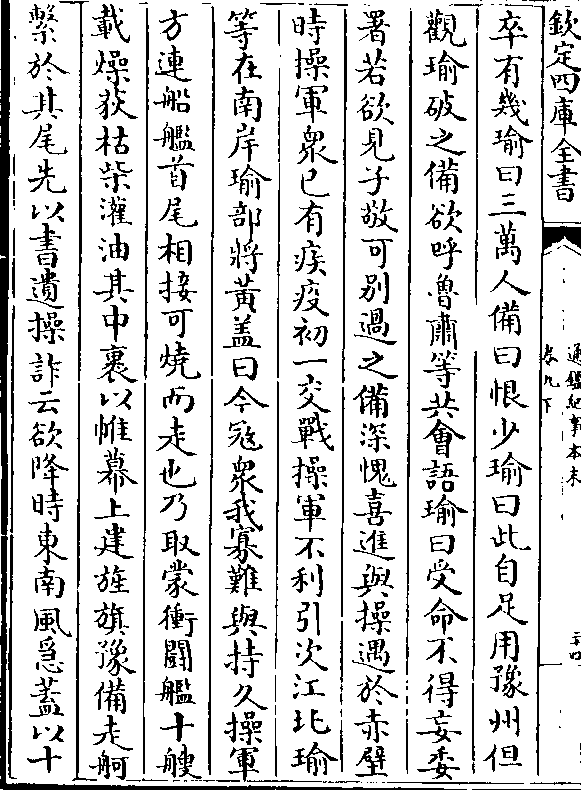 欽定四庫全書
通鑑紀事本末
卷九下
卒有幾瑜曰三萬人備曰恨少瑜曰此自足用豫州但
觀瑜破之備欲呼魯肅等共會語瑜曰受命不得妄委
署若欲見子敬可別過之備深愧喜進與操遇於赤壁
時操軍衆已有疾疫初一交戰操軍不利引次江北瑜
等在南岸瑜部將黃蓋曰今冦衆我寡難與持久操軍
方連船艦首尾相接可燒而走也乃取蒙衝鬭艦十艘
載燥荻枯柴灌油其中裹以帷幕上建旌旗豫備走舸
繫於其尾先以書遺操詐云欲降時東南風急蓋以十